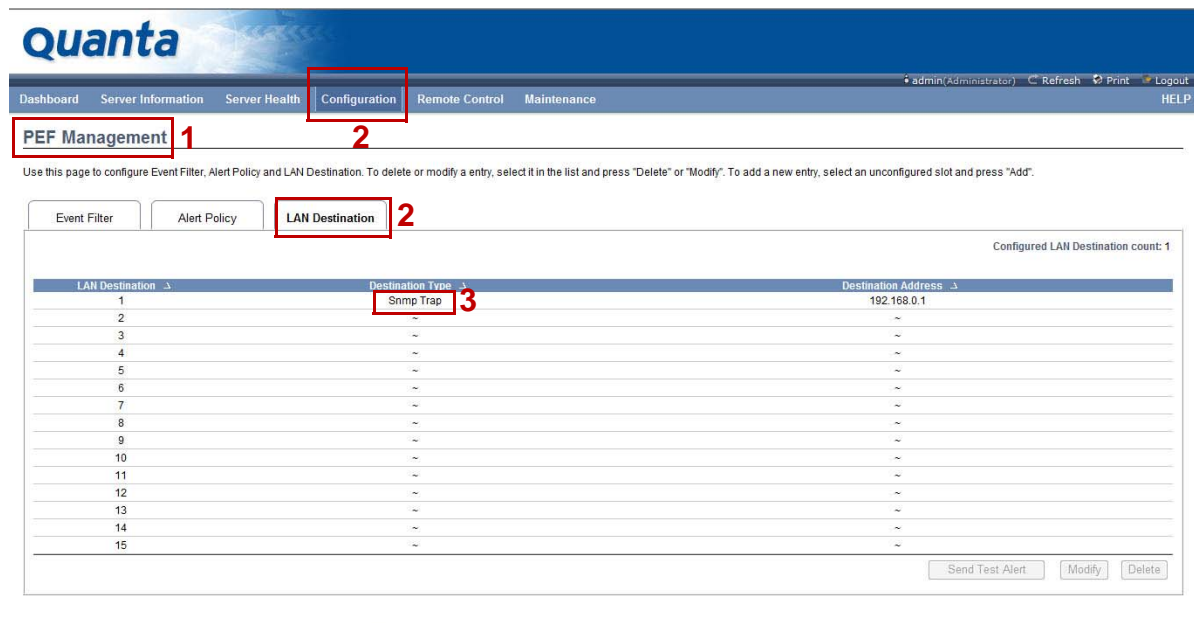 Quanta
admin(Administrator) Refresh Print Logout
Dashboard Server Information Server Health Configuration Remote Control Maintenance HELP
2
PEF Management 1
Use this page to configure Event Filter, Alert Policy and LAN Destination. To delete or modify a entry, select it in the list and press "Delete" or "Modify". To add a new entry, select an unconfigured slot and press "Add".
Event Filter Alert Policy LAN Destination 2
Configured LAN Destination count: 1
LAN Destination Destination Type Destination Address
1 Snmp Trap 3 192.168.0.1
2 ~ ~
3 ~ ~
4 ~ ~
5 ~ ~
6 ~ ~
7 ~ ~
8 ~ ~
9 ~ ~
10 ~ ~
11 ~ ~
12 ~ ~
13 ~ ~
14 ~ ~
15 ~ ~
Send Test Alert Modify Delete